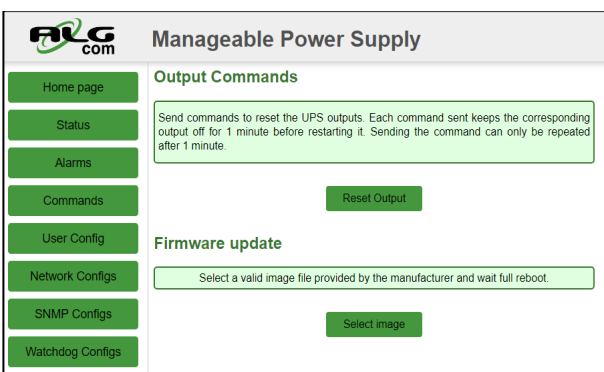 ALG
com
Manageable Power Supply
Home page
Status
Alarms
Commands
User Config
Network Configs
SNMP Configs
Watchdog Configs
Output Commands
Send commands to reset the UPS outputs. Each command sent keeps the corresponding
output off for 1 minute before restarting it. Sending the command can only be repeated
after 1 minute.
Reset Output
Firmware update
Select a valid image file provided by the manufacturer and wait full reboot.
Select image